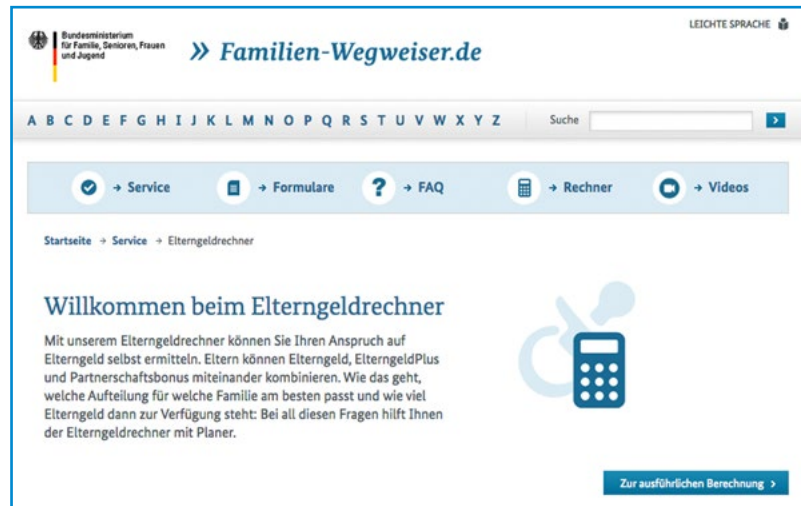 LEICHTE SPRACHE
Bundesministerium
für Familie, Senioren, Frauen
und Jugend
» Familien-Wegweiser.de
A B C D E F G H I J K L M N O P Q R S T U V W X Y Z Suche
→ Service → Formulare ? → FAQ → Rechner → Videos
Startseite → Service → Elterngeldrechner
Willkommen beim Elterngeldrechner
Mit unserem Elterngeldrechner können Sie Ihren Anspruch auf
Elterngeld selbst ermitteln. Eltern können Elterngeld, ElterngeldPlus
und Partnerschaftsbonus miteinander kombinieren. Wie das geht,
welche Aufteilung für welche Familie am besten passt und wie viel
Elterngeld dann zur Verfügung steht: Bei all diesen Fragen hilft Ihnen
der Elterngeldrechner mit Planer.
Zur ausführlichen Berechnung >